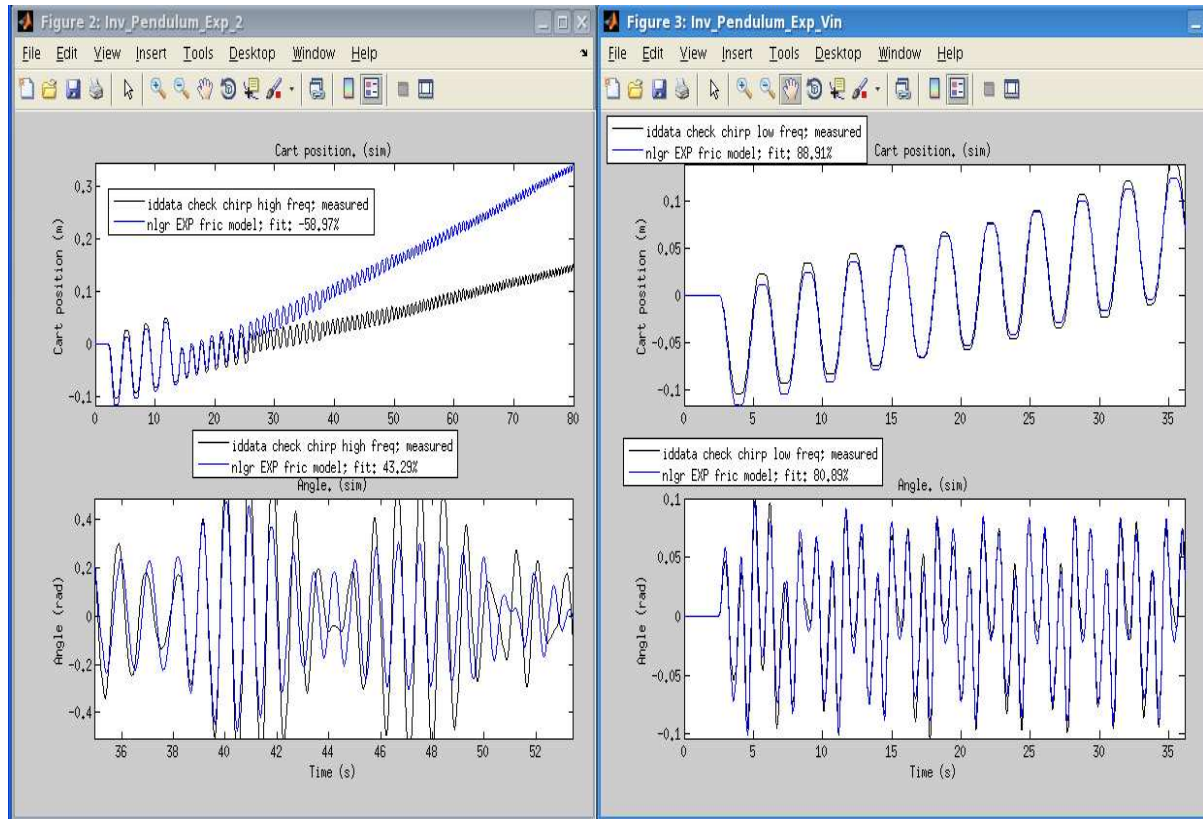 Figure 2: Inv_Pendulum_Exp_2
File Edit View Insert Tools Desktop Window Help
Cart position. (sim)
iddata check chirp high freq; measured
nlgr EXP fric model; fit: -58.97%
Cart position (m)
0.3
0.2
0.1
0
-0.1
0 10 20 30 40 50 60 70 80
iddata check chirp high freq; measured
nlgr EXP fric model; fit: 43.29%
Angle. (sim)
Angle (rad)
0.4
0.2
0
-0.2
-0.4
36 38 40 42 44 46 48 50 52
Time (s)
Figure 3: Inv_Pendulum_Exp_Vin
File Edit View Insert Tools Desktop Window Help
iddata check chirp low freq; measured
nlgr EXP fric model; fit: 88.91%
Cart position. (sim)
Cart position (m)
0.1
0.05
0
-0.05
-0.1
0 5 10 15 20 25 30 35
iddata check chirp low freq; measured
nlgr EXP fric model; fit: 80.89%
Angle. (sim)
Angle (rad)
0.1
0.05
0
-0.05
-0.1
0 5 10 15 20 25 30 35
Time (s)